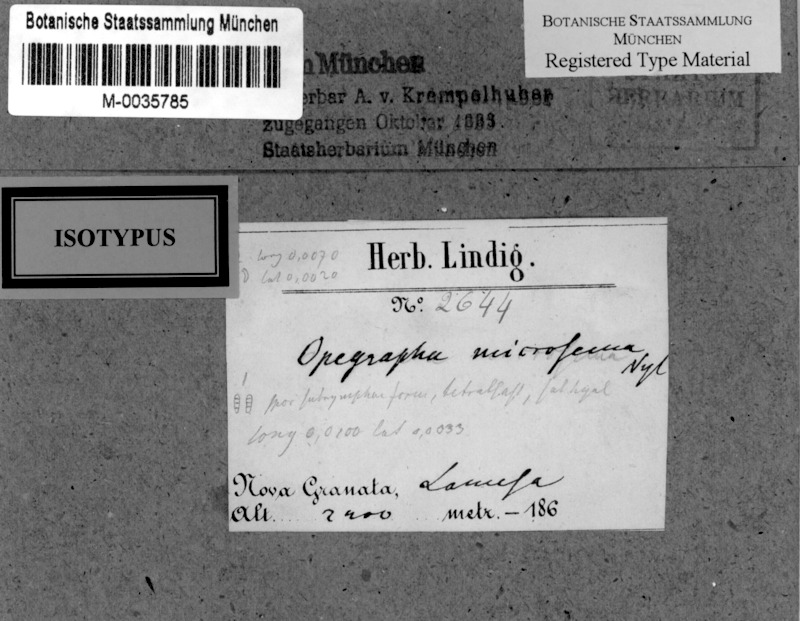 Botanische Staatssammlung München
M-0035785
München
Herbar A. v. Krempelhuber
zugegangen Oktober
Staatsherbarium München
HERBARIUM
BOTANISCHE STAATSSAMMLUNG
MÜNCHEN
Registered Type Material
ISOTYPUS
long 0,0070
lat 0,0020
Herb. Lindig.
No. 2644
Opegrapha microsema
Nyl
long 0,0100 lat 0,0033
Nova Granata,
Alt. metr. — 186